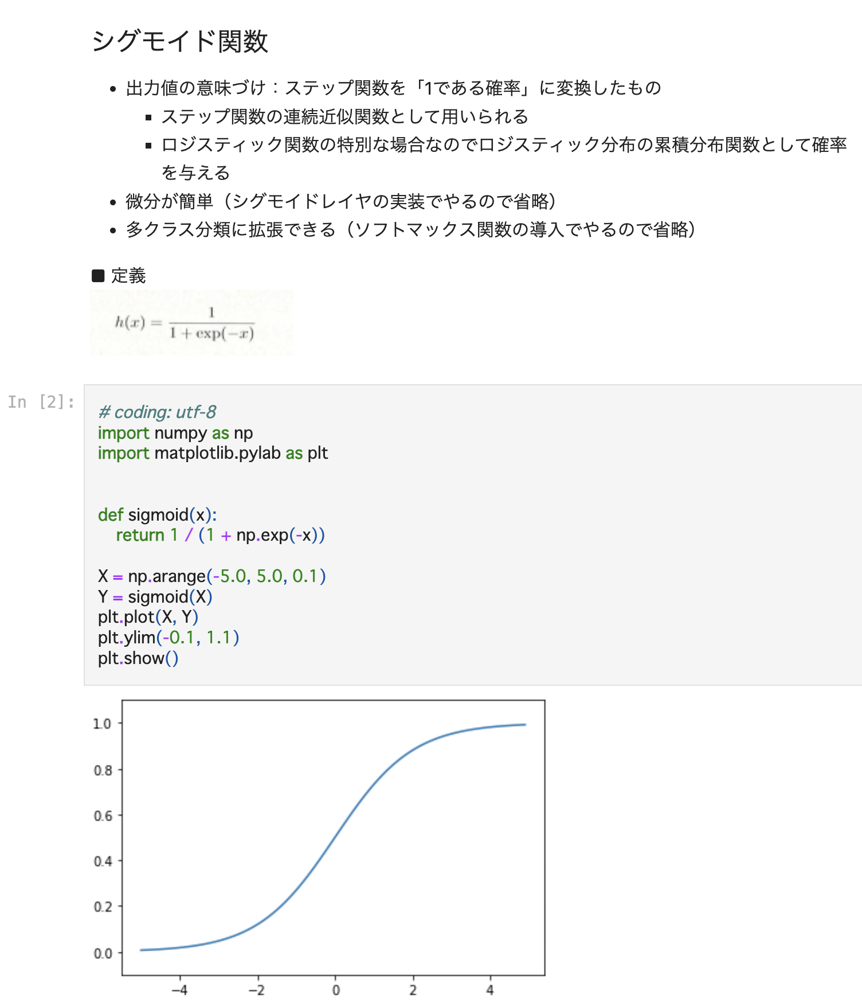 シグモイド関数
• 出力値の意味づけ：ステップ関数を「1である確率」に変換したもの
▪ ステップ関数の連続近似関数として用いられる
▪ ロジスティック関数の特別な場合なのでロジスティック分布の累積分布関数として確率
を与える
• 微分が簡単（シグモイドレイヤの実装でやるので省略）
• 多クラス分類に拡張できる（ソフトマックス関数の導入でやるので省略）
■ 定義
h(x) = 1 / (1 + exp(−x))
In [2]:
# coding: utf-8
import numpy as np
import matplotlib.pylab as plt
def sigmoid(x):
    return 1 / (1 + np.exp(-x))
X = np.arange(-5.0, 5.0, 0.1)
Y = sigmoid(X)
plt.plot(X, Y)
plt.ylim(-0.1, 1.1)
plt.show()
1.0
0.8
0.6
0.4
0.2
0.0
−4 −2 0 2 4